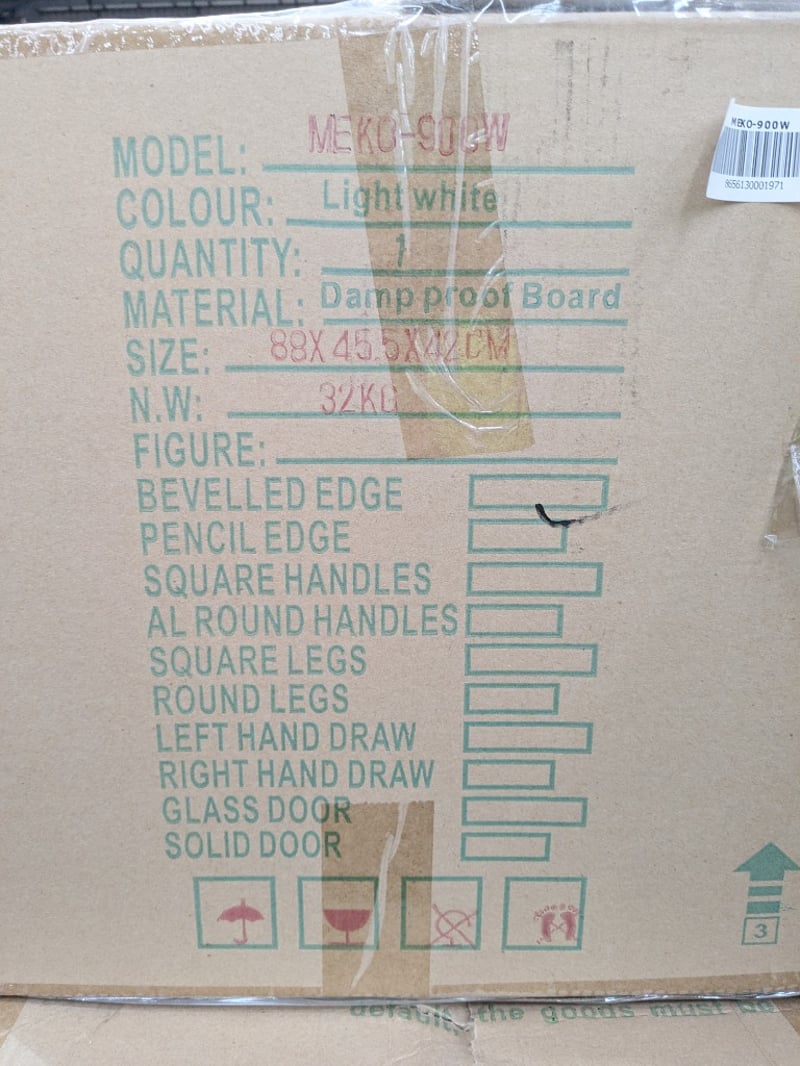 MODEL: MEKO-900W
COLOUR: Light white
QUANTITY: 1
MATERIAL: Damp proof Board
SIZE: 88X45.5X42CM
N.W: 32KG
FIGURE:
BEVELLED EDGE
PENCIL EDGE
SQUARE HANDLES
AL ROUND HANDLES
SQUARE LEGS
ROUND LEGS
LEFT HAND DRAW
RIGHT HAND DRAW
GLASS DOOR
SOLID DOOR
MEKO-900W
8656130001971
3
default, the goods must be